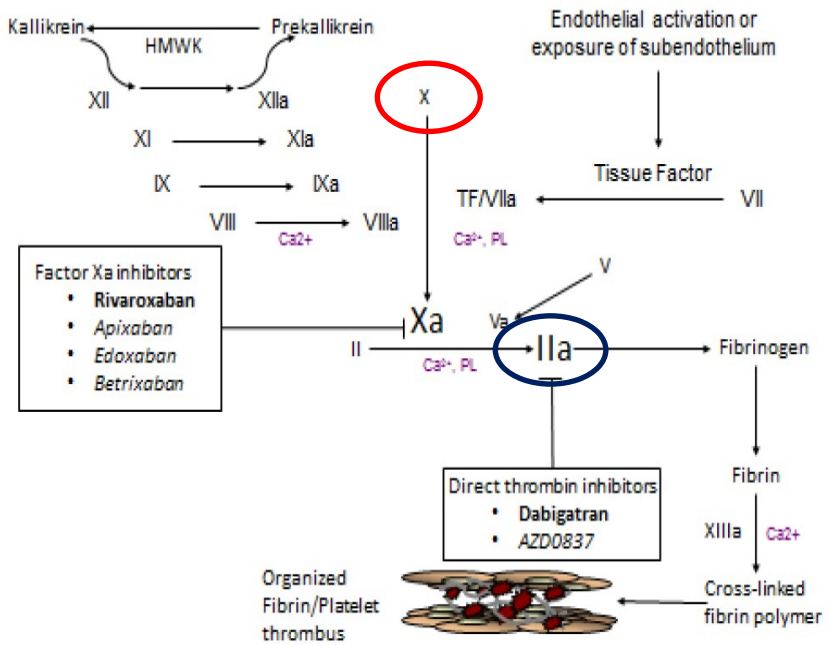 Kallikrein
Prekallikrein
HMWK
XII
XIIa
XI
XIa
IX
IXa
VIII
Ca2+
VIIIa
X
Endothelial activation or
exposure of subendothelium
Tissue Factor
TF/VIIa
VII
Ca²⁺, PL
Factor Xa inhibitors
• Rivaroxaban
• Apixaban
• Edoxaban
• Betrixaban
Xa
V
Va
II
Ca²⁺, PL
IIa
Fibrinogen
Fibrin
XIIIa
Ca2+
Cross-linked
fibrin polymer
Direct thrombin inhibitors
• Dabigatran
• AZD0837
Organized
Fibrin/Platelet
thrombus